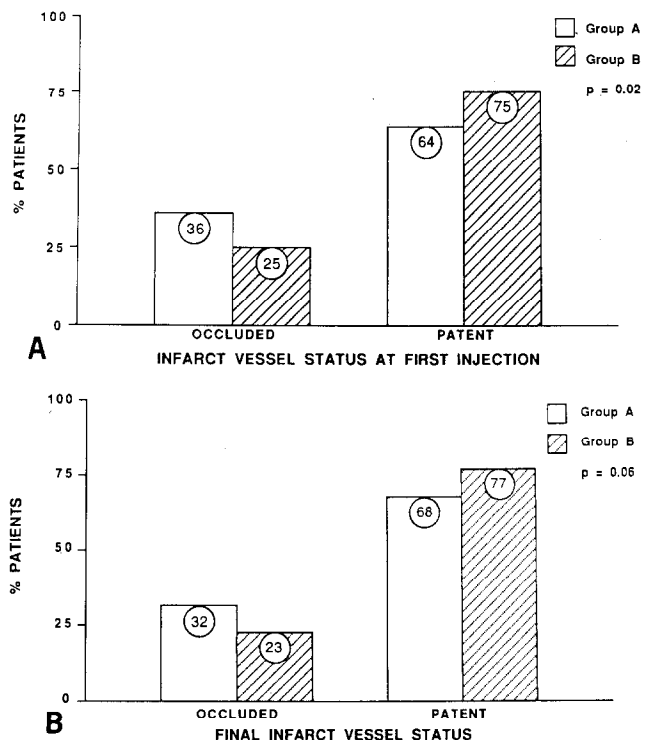 100
75
50
25
0
% PATIENTS
Group A
Group B
p = 0.02
36
25
64
75
OCCLUDED PATENT
A
INFARCT VESSEL STATUS AT FIRST INJECTION
100
75
50
25
0
% PATIENTS
Group A
Group B
p = 0.06
32
23
68
77
OCCLUDED PATENT
B
FINAL INFARCT VESSEL STATUS